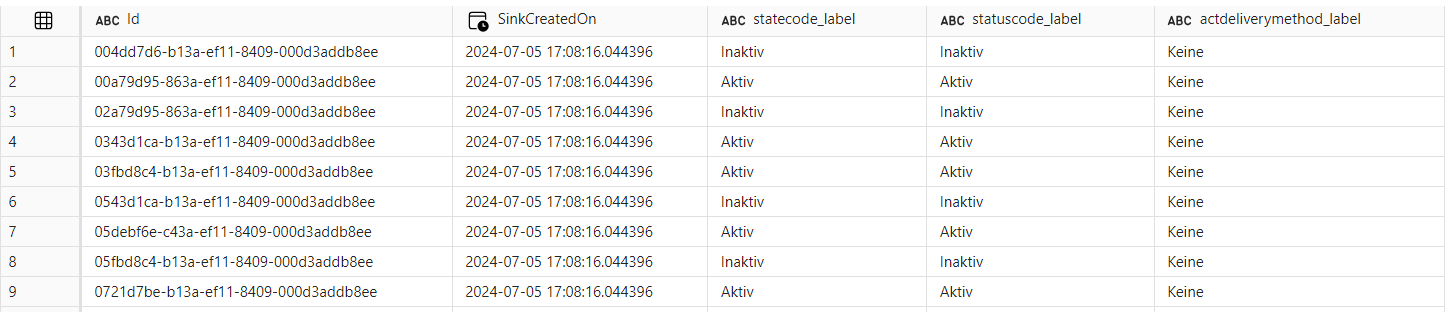 ABC Id SinkCreatedOn ABC statecode_label ABC statuscode_label ABC actdeliverymethod_label
1 004dd7d6-b13a-ef11-8409-000d3addb8ee 2024-07-05 17:08:16.044396 Inaktiv Inaktiv Keine
2 00a79d95-863a-ef11-8409-000d3addb8ee 2024-07-05 17:08:16.044396 Aktiv Aktiv Keine
3 02a79d95-863a-ef11-8409-000d3addb8ee 2024-07-05 17:08:16.044396 Inaktiv Inaktiv Keine
4 0343d1ca-b13a-ef11-8409-000d3addb8ee 2024-07-05 17:08:16.044396 Aktiv Aktiv Keine
5 03fbd8c4-b13a-ef11-8409-000d3addb8ee 2024-07-05 17:08:16.044396 Aktiv Aktiv Keine
6 0543d1ca-b13a-ef11-8409-000d3addb8ee 2024-07-05 17:08:16.044396 Inaktiv Inaktiv Keine
7 05debf6e-c43a-ef11-8409-000d3addb8ee 2024-07-05 17:08:16.044396 Aktiv Aktiv Keine
8 05fbd8c4-b13a-ef11-8409-000d3addb8ee 2024-07-05 17:08:16.044396 Inaktiv Inaktiv Keine
9 0721d7be-b13a-ef11-8409-000d3addb8ee 2024-07-05 17:08:16.044396 Aktiv Aktiv Keine